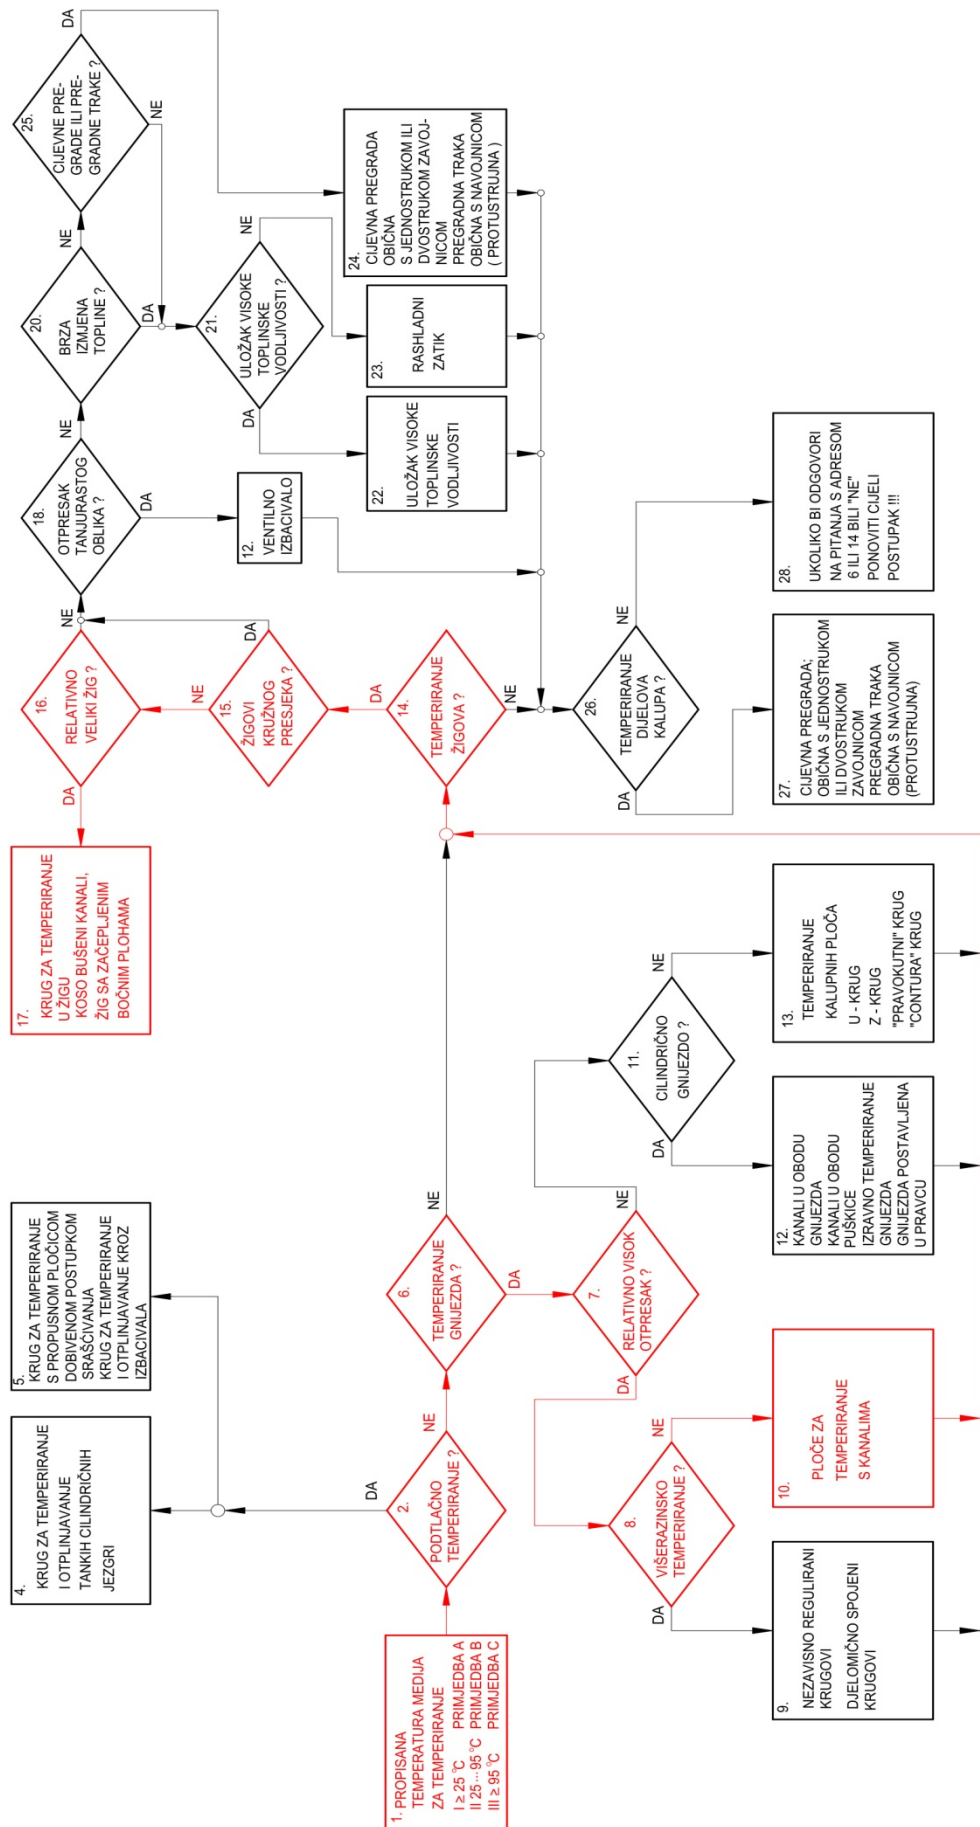 1. PROPISANA
TEMPERATURA MEDIJA
ZA TEMPERIRANJE
I ≥ 25 °C PRIMJEDBA A
II 25 ... 95 °C PRIMJEDBA B
III ≥ 95 °C PRIMJEDBA C
2.
PODTLAČNO
TEMPERIRANJE ?
DA
NE
4.
KRUG ZA TEMPERIRANJE
I OTPLINJAVANJE
TANKIH CILINDRIČNIH
JEZGRI
5.
KRUG ZA TEMPERIRANJE
S PROPUSNOM PLOČICOM
DOBIVENOM POSTUPKOM
SRAŠĆIVANJA
KRUG ZA TEMPERIRANJE
I OTPLINJAVANJE KROZ
IZBACIVALA
6.
TEMPERIRANJE
GNIJEZDA ?
NE
DA
7.
RELATIVNO VISOK
OTPRESAK ?
DA
NE
8.
VIŠERAZINSKO
TEMPERIRANJE ?
DA
NE
9.
NEZAVISNO REGULIRANI
KRUGOVI
DJELOMIČNO SPOJENI
KRUGOVI
10.
PLOČE ZA
TEMPERIRANJE
S KANALIMA
11.
CILINDRIČNO
GNIJEZDO ?
DA
NE
12.
KANALI U OBODU
GNIJEZDA
KANALI U OBODU
PUŠKICE
IZRAVNO TEMPERIRANJE
GNIJEZDA
GNIJEZDA POSTAVLJENA
U PRAVCU
13.
TEMPERIRANJE
KALUPNIH PLOČA
U - KRUG
Z - KRUG
"PRAVOKUTNI" KRUG
"CONTURA" KRUG
14.
TEMPERIRANJE
ŽIGOVA ?
DA
NE
15.
ŽIGOVI
KRUŽNOG
PRESJEKA ?
NE
DA
16.
RELATIVNO
VELIKI ŽIG ?
DA
NE
17.
KRUG ZA TEMPERIRANJE
U ŽIGU
KOSO BUŠENI KANALI,
ŽIG SA ZAČEPLJENIM
BOČNIM PLOHAMA
18.
OTPRESAK
TANJURASTOG
OBLIKA ?
NE
DA
12.
VENTILNO
IZBACIVALO
20.
BRZA
IZMJENA
TOPLINE ?
NE
DA
25.
CIJEVNE PRE-
GRADE ILI PRE-
GRADNE TRAKE ?
DA
NE
21.
ULOŽAK VISOKE
TOPLINSKE
VODLJIVOSTI ?
DA
NE
22.
ULOŽAK VISOKE
TOPLINSKE
VODLJIVOSTI
23.
RASHLADNI
ZATIK
24.
CIJEVNA PREGRADA
OBIČNA
S JEDNOSTRUKOM ILI
DVOSTRUKOM ZAVOJ-
NICOM
PREGRADNA TRAKA
OBIČNA S NAVOJNICOM
( PROTUSTRUJNA )
26.
TEMPERIRANJE
DIJELOVA
KALUPA ?
DA
NE
27.
CIJEVNA PREGRADA;
OBIČNA S JEDNOSTRUKOM
ILI DVOSTRUKOM
ZAVOJNICOM
PREGRADNA TRAKA
OBIČNA S NAVOJNICOM
(PROTUSTRUJNA)
28.
UKOLIKO BI ODGOVORI
NA PITANJA S ADRESOM
6 ILI 14 BILI "NE"
PONOVITI CIJELI
POSTUPAK !!!